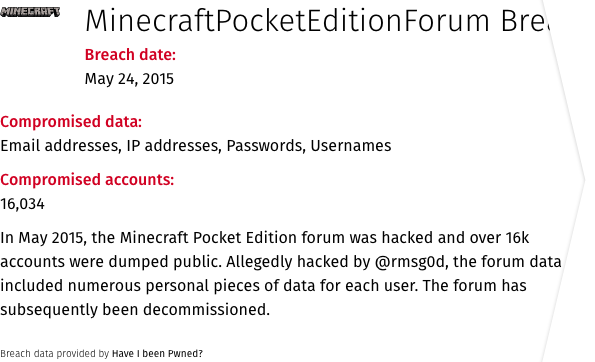 MINECRAFT
MinecraftPocketEditionForum
Breach date:
May 24, 2015
Compromised data:
Email addresses, IP addresses, Passwords, Usernames
Compromised accounts:
16,034
In May 2015, the Minecraft Pocket Edition forum was hacked and over 16k
accounts were dumped public. Allegedly hacked by @rmsg0d, the forum data
included numerous personal pieces of data for each user. The forum has
subsequently been decommissioned.
Breach data provided by Have I been Pwned?